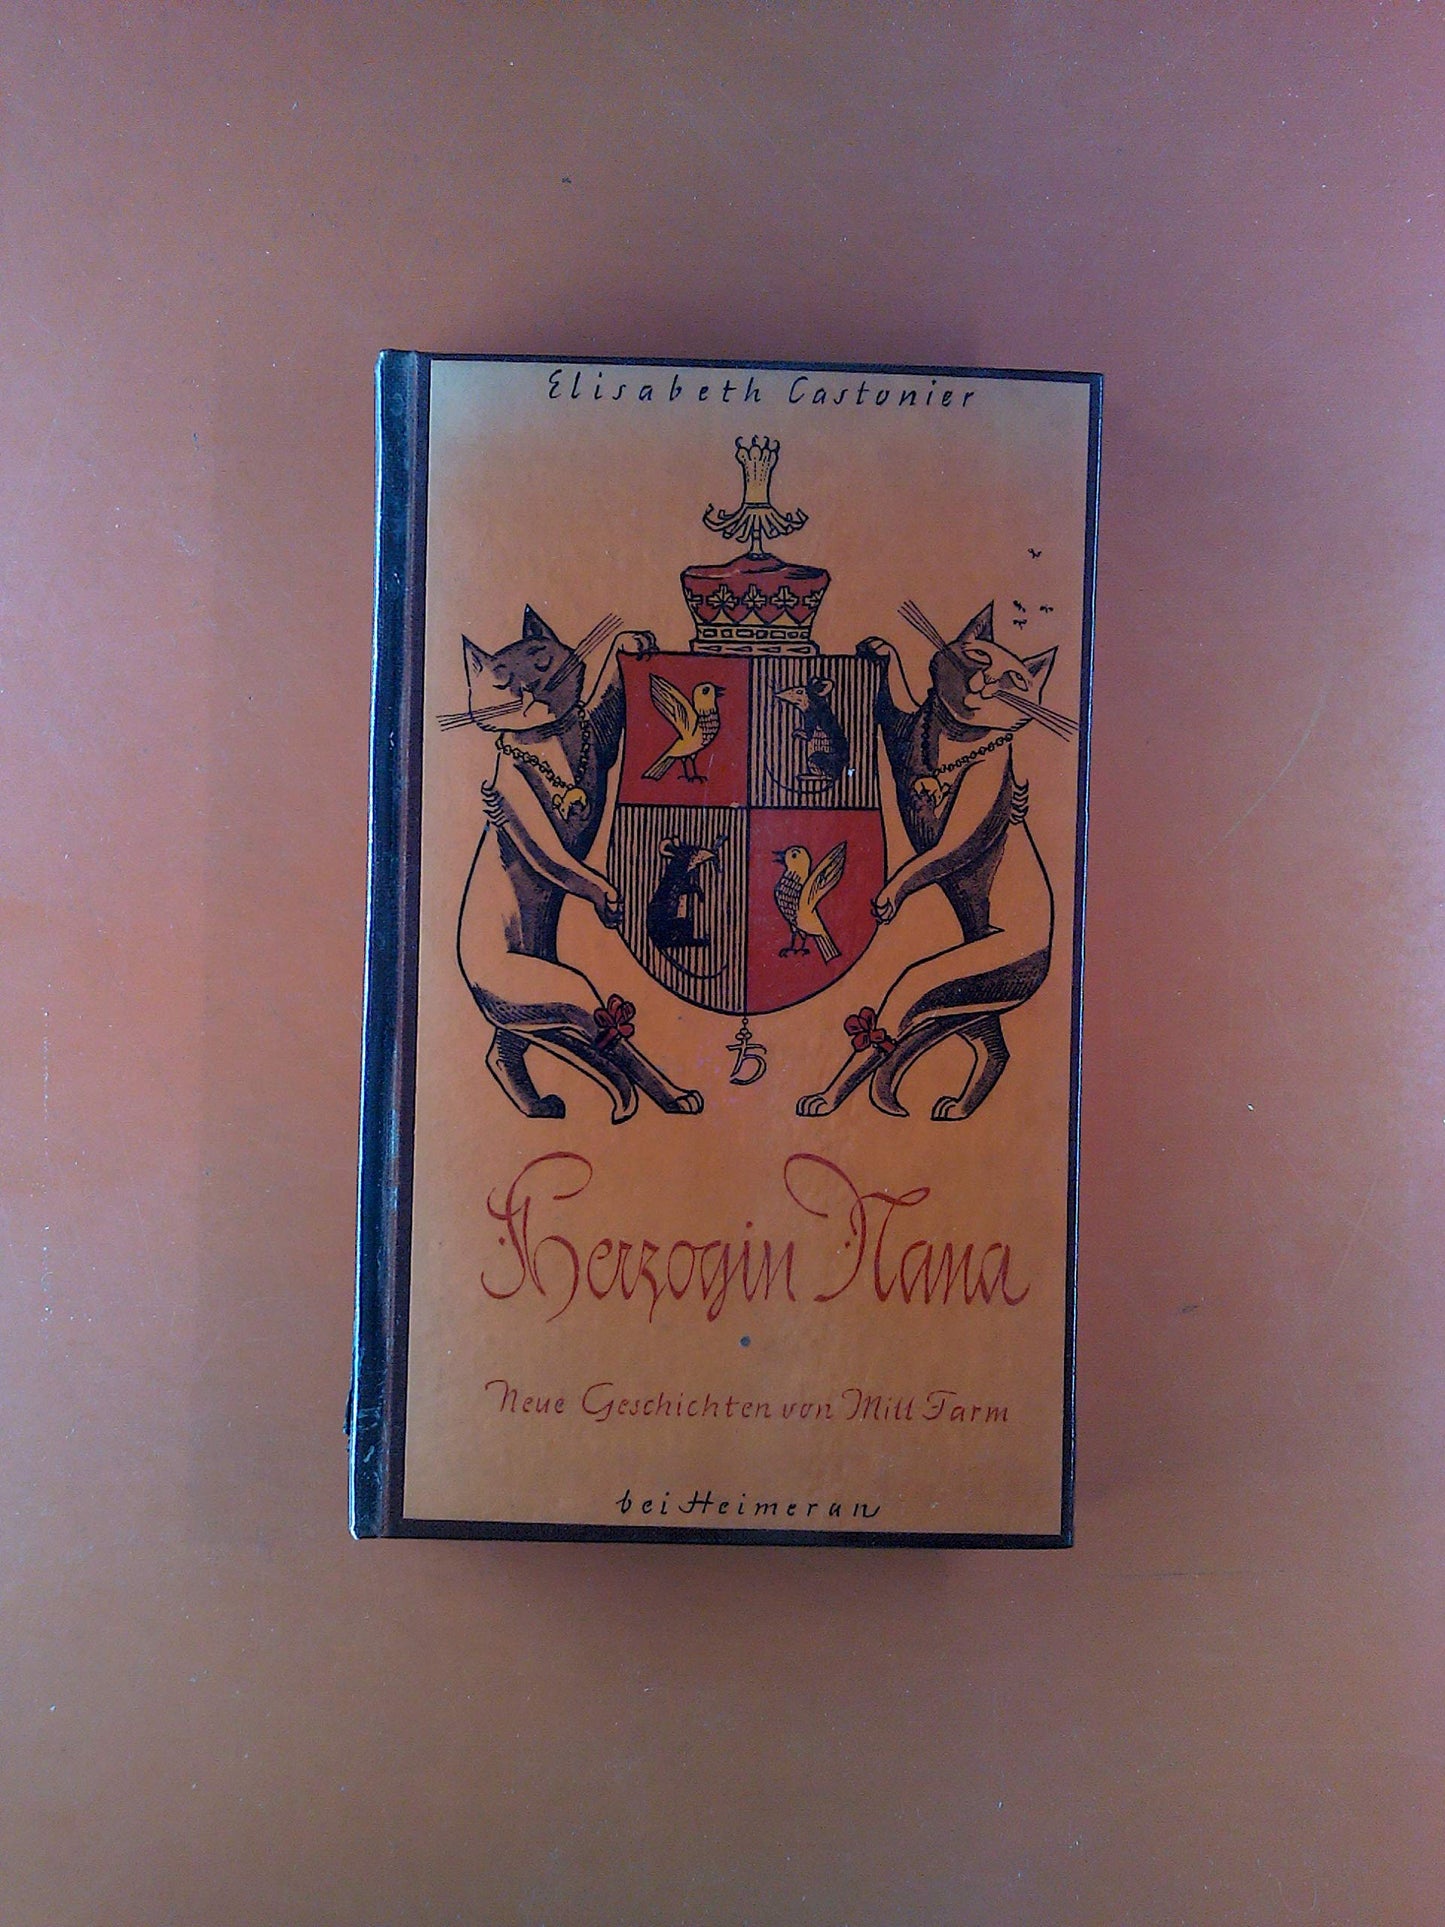 Elisabeth Castonier
Herzogin Nana
Neue Geschichten von Mill Farm
bei Heimeran